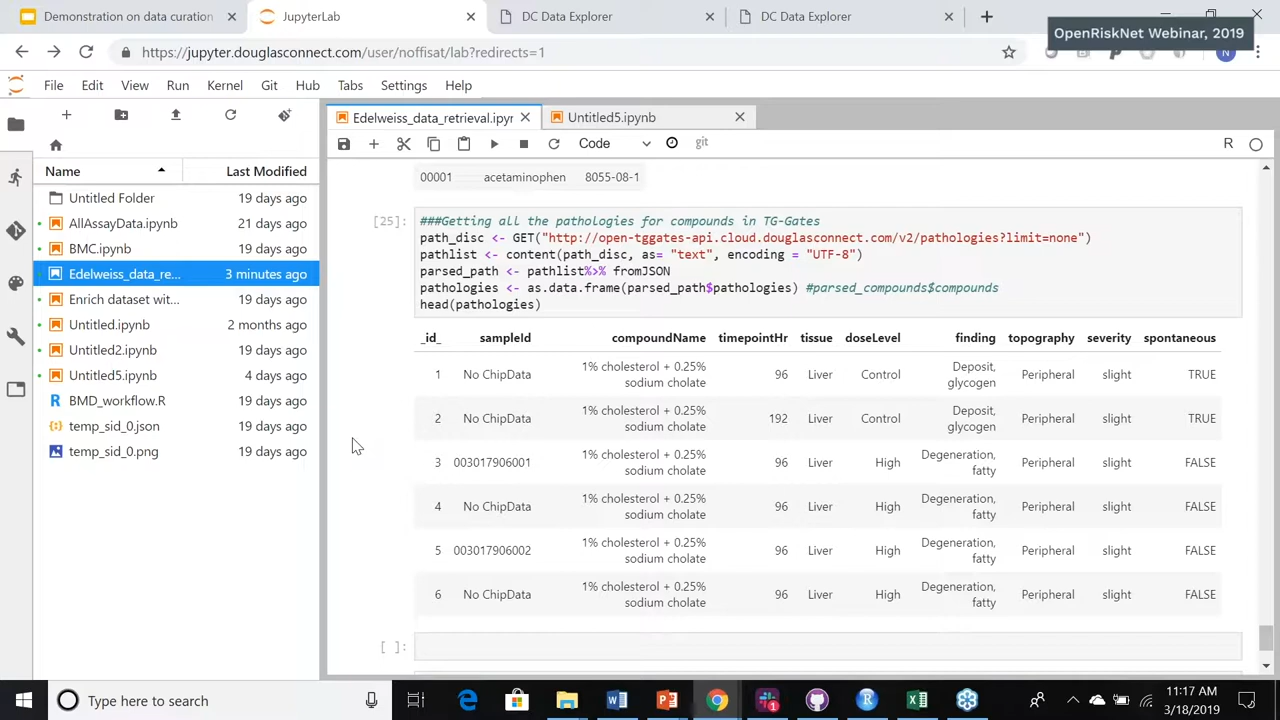 Demonstration on data curation
JupyterLab
DC Data Explorer
DC Data Explorer
OpenRiskNet Webinar, 2019
https://jupyter.douglasconnect.com/user/noffisat/lab?redirects=1
N
File Edit View Run Kernel Git Hub Tabs Settings Help
Edelweiss_data_retrieval.ipyr
Untitled5.ipynb
Code
git
R
Name Last Modified
Untitled Folder 19 days ago
AllAssayData.ipynb 21 days ago
BMC.ipynb 19 days ago
Edelweiss_data_re... 3 minutes ago
Enrich dataset wit... 19 days ago
Untitled.ipynb 2 months ago
Untitled2.ipynb 19 days ago
Untitled5.ipynb 4 days ago
BMD_workflow.R 19 days ago
temp_sid_0.json 19 days ago
temp_sid_0.png 19 days ago
00001 acetaminophen 8055-08-1
[25]: ###Getting all the pathologies for compounds in TG-Gates
path_disc <- GET("http://open-tggates-api.cloud.douglasconnect.com/v2/pathologies?limit=none")
pathlist <- content(path_disc, as= "text", encoding = "UTF-8")
parsed_path <- pathlist%>% fromJSON
pathologies <- as.data.frame(parsed_path$pathologies) #parsed_compounds$compounds
head(pathologies)
_id_ sampleId compoundName timepointHr tissue doseLevel finding topography severity spontaneous
1 No ChipData 1% cholesterol + 0.25% sodium cholate 96 Liver Control Deposit, glycogen Peripheral slight TRUE
2 No ChipData 1% cholesterol + 0.25% sodium cholate 192 Liver Control Deposit, glycogen Peripheral slight TRUE
3 003017906001 1% cholesterol + 0.25% sodium cholate 96 Liver High Degeneration, fatty Peripheral slight FALSE
4 No ChipData 1% cholesterol + 0.25% sodium cholate 96 Liver High Degeneration, fatty Peripheral slight FALSE
5 003017906002 1% cholesterol + 0.25% sodium cholate 96 Liver High Degeneration, fatty Peripheral slight FALSE
6 No ChipData 1% cholesterol + 0.25% sodium cholate 96 Liver High Degeneration, fatty Peripheral slight FALSE
[ ]:
Type here to search
11:17 AM
3/18/2019